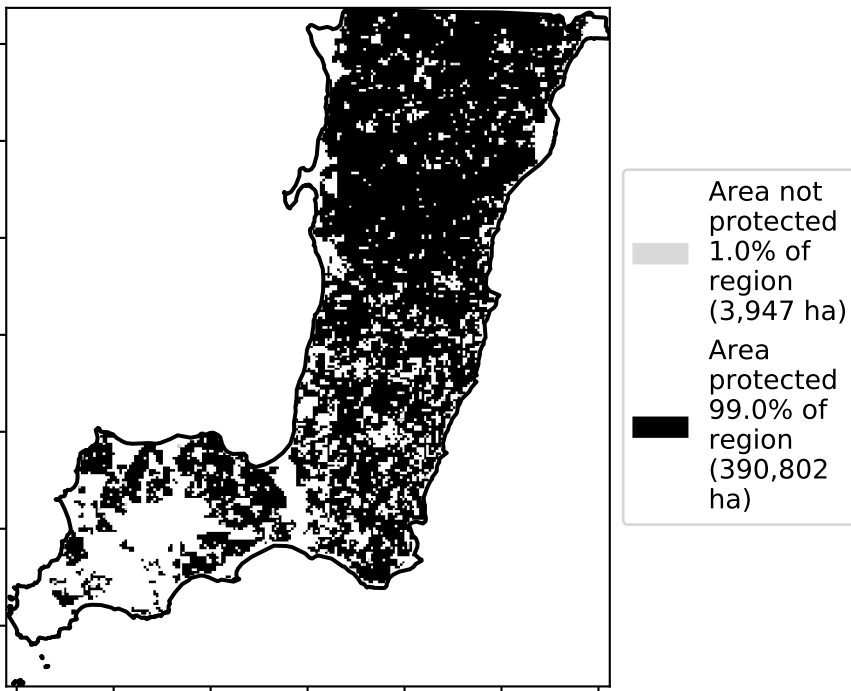 Area not
protected
1.0% of
region
(3,947 ha)
Area
protected
99.0% of
region
(390,802
ha)